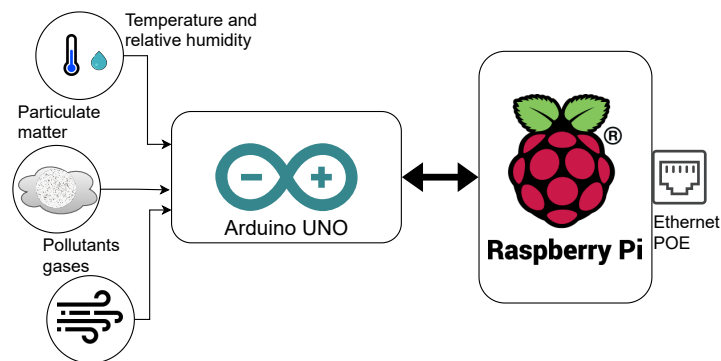 Temperature and
relative humidity
Particulate
matter
Pollutants
gases
Arduino UNO
®
Raspberry Pi
Ethernet
POE